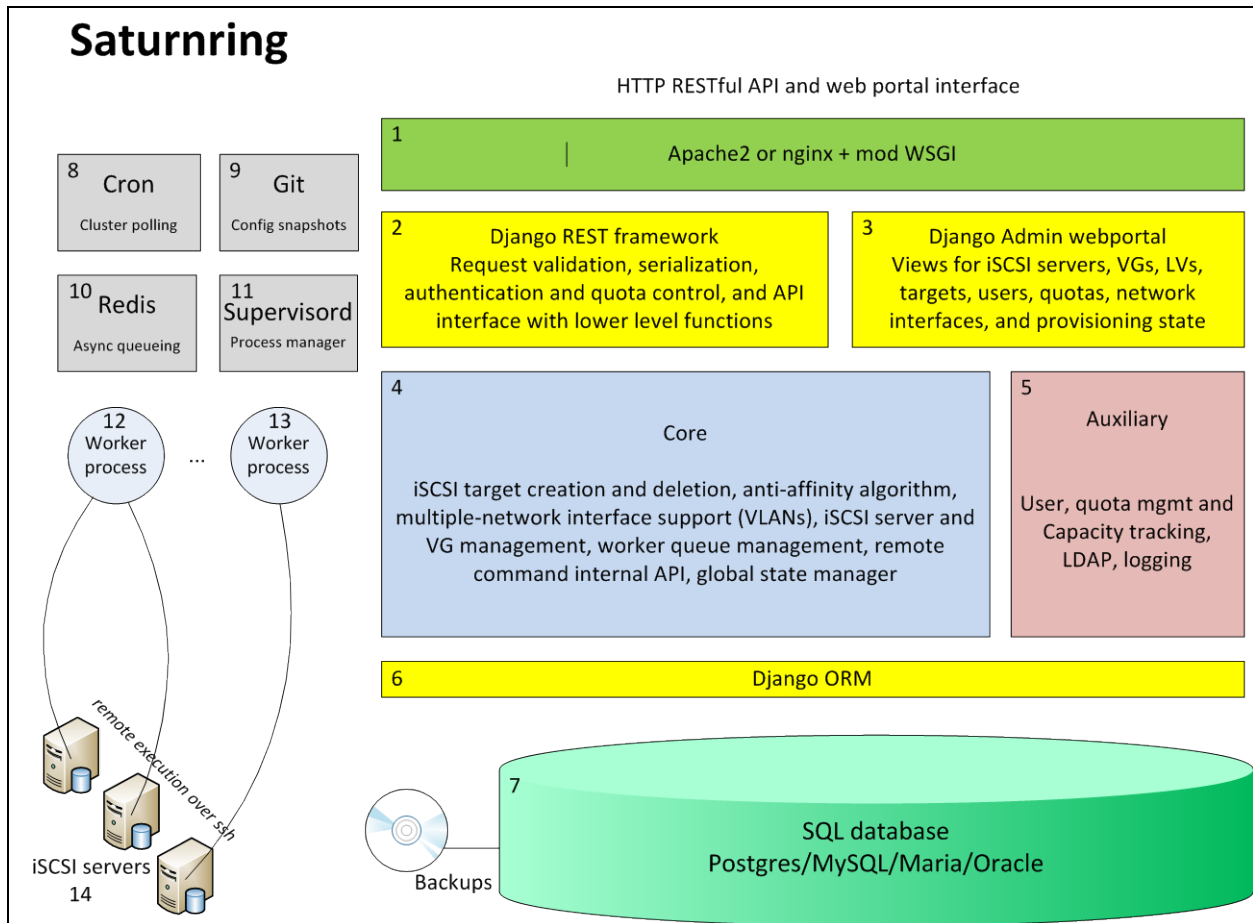 Saturnring
HTTP RESTful API and web portal interface
1
Apache2 or nginx + mod WSGI
8
Cron
Cluster polling
9
Git
Config snapshots
2
Django REST framework
Request validation, serialization,
authentication and quota control, and API
interface with lower level functions
3
Django Admin webportal
Views for iSCSI servers, VGs, LVs,
targets, users, quotas, network
interfaces, and provisioning state
10
Redis
Async queueing
11
Supervisord
Process manager
4
Core
iSCSI target creation and deletion, anti-affinity algorithm,
multiple-network interface support (VLANs), iSCSI server and
VG management, worker queue management, remote
command internal API, global state manager
5
Auxiliary
User, quota mgmt and
Capacity tracking,
LDAP, logging
12
Worker
process
...
13
Worker
process
6
Django ORM
remote execution over ssh
iSCSI servers
14
7
SQL database
Postgres/MySQL/Maria/Oracle
Backups